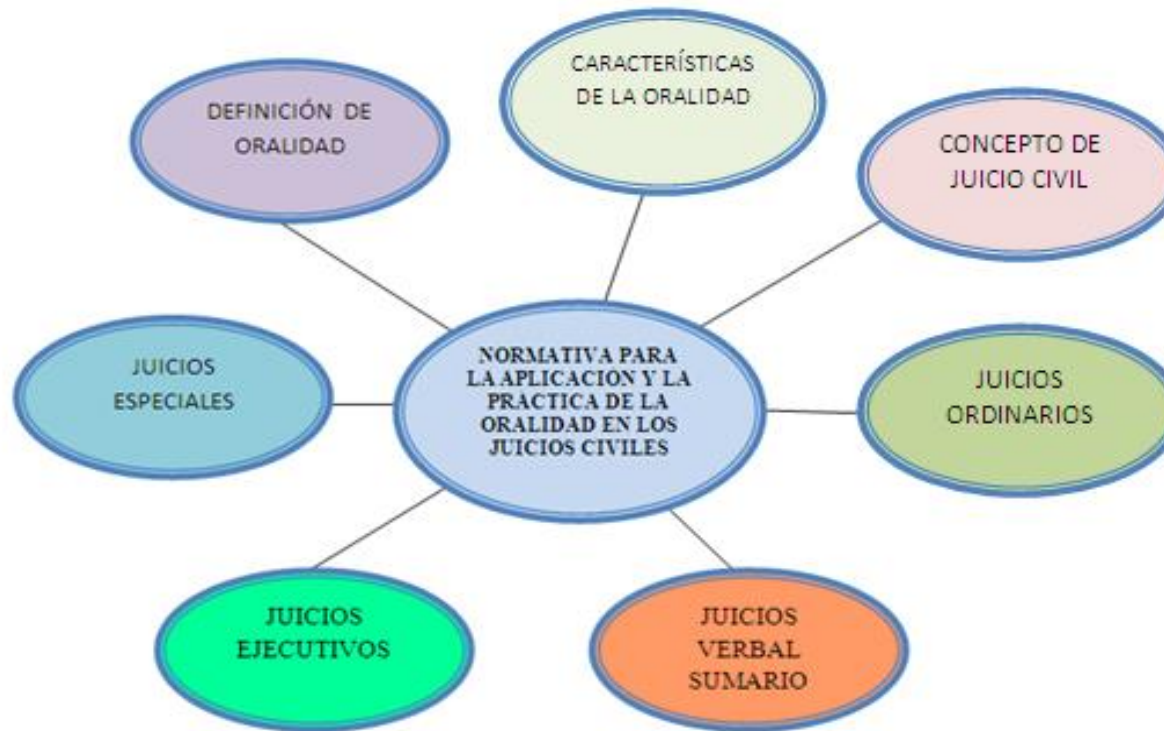 DEFINICIÓN DE
ORALIDAD
CARACTERÍSTICAS
DE LA ORALIDAD
CONCEPTO DE
JUICIO CIVIL
JUICIOS
ESPECIALES
NORMATIVA PARA
LA APLICACION Y LA
PRACTICA DE LA
ORALIDAD EN LOS
JUICIOS CIVILES
JUICIOS
ORDINARIOS
JUICIOS
EJECUTIVOS
JUICIOS
VERBAL
SUMARIO